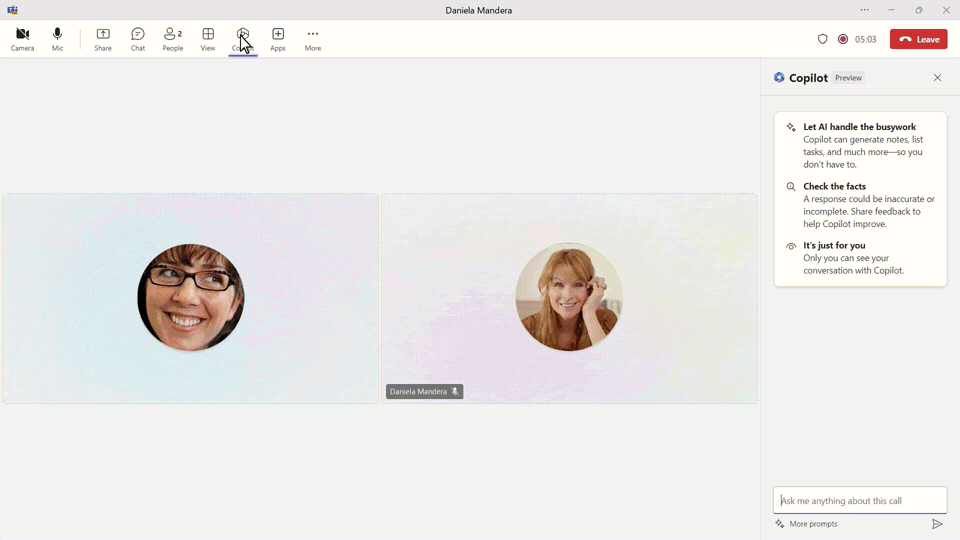 Daniela Mandera
Camera
Mic
Share
Chat
2
People
View
Apps
More
05:03
Leave
Daniela Mandera
Copilot
Preview
Let AI handle the busywork
Copilot can generate notes, list
tasks, and much more—so you
don't have to.
Check the facts
A response could be inaccurate or
incomplete. Share feedback to
help Copilot improve.
It's just for you
Only you can see your
conversation with Copilot.
Ask me anything about this call
More prompts